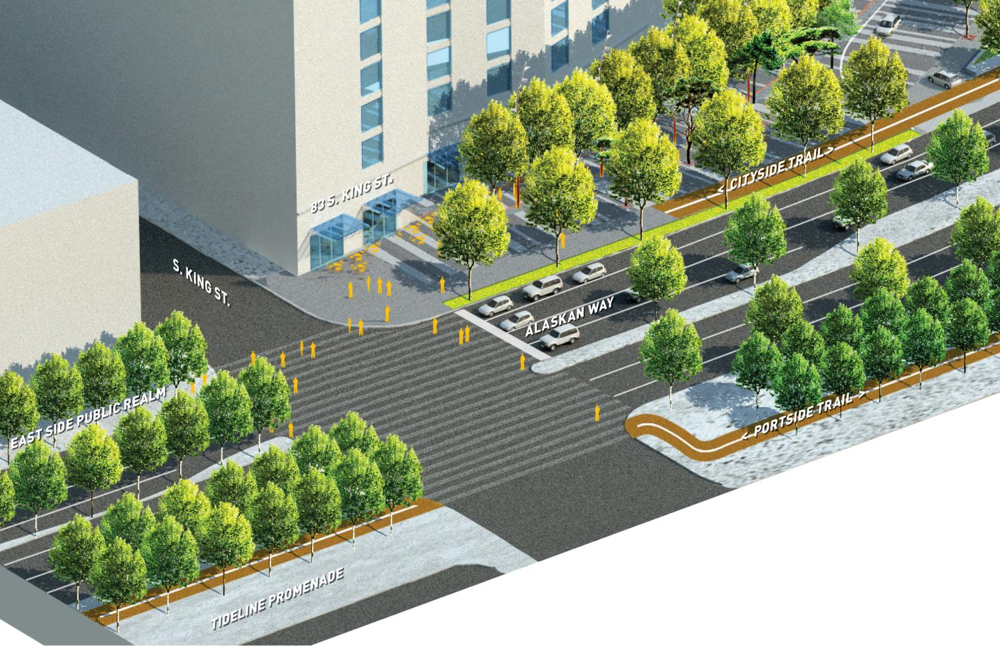 83 S. KING ST.
< CITYSIDE TRAIL >
S. KING ST.
ALASKAN WAY
EAST SIDE PUBLIC REALM
< PORTSIDE TRAIL >
TIDELINE PROMENADE